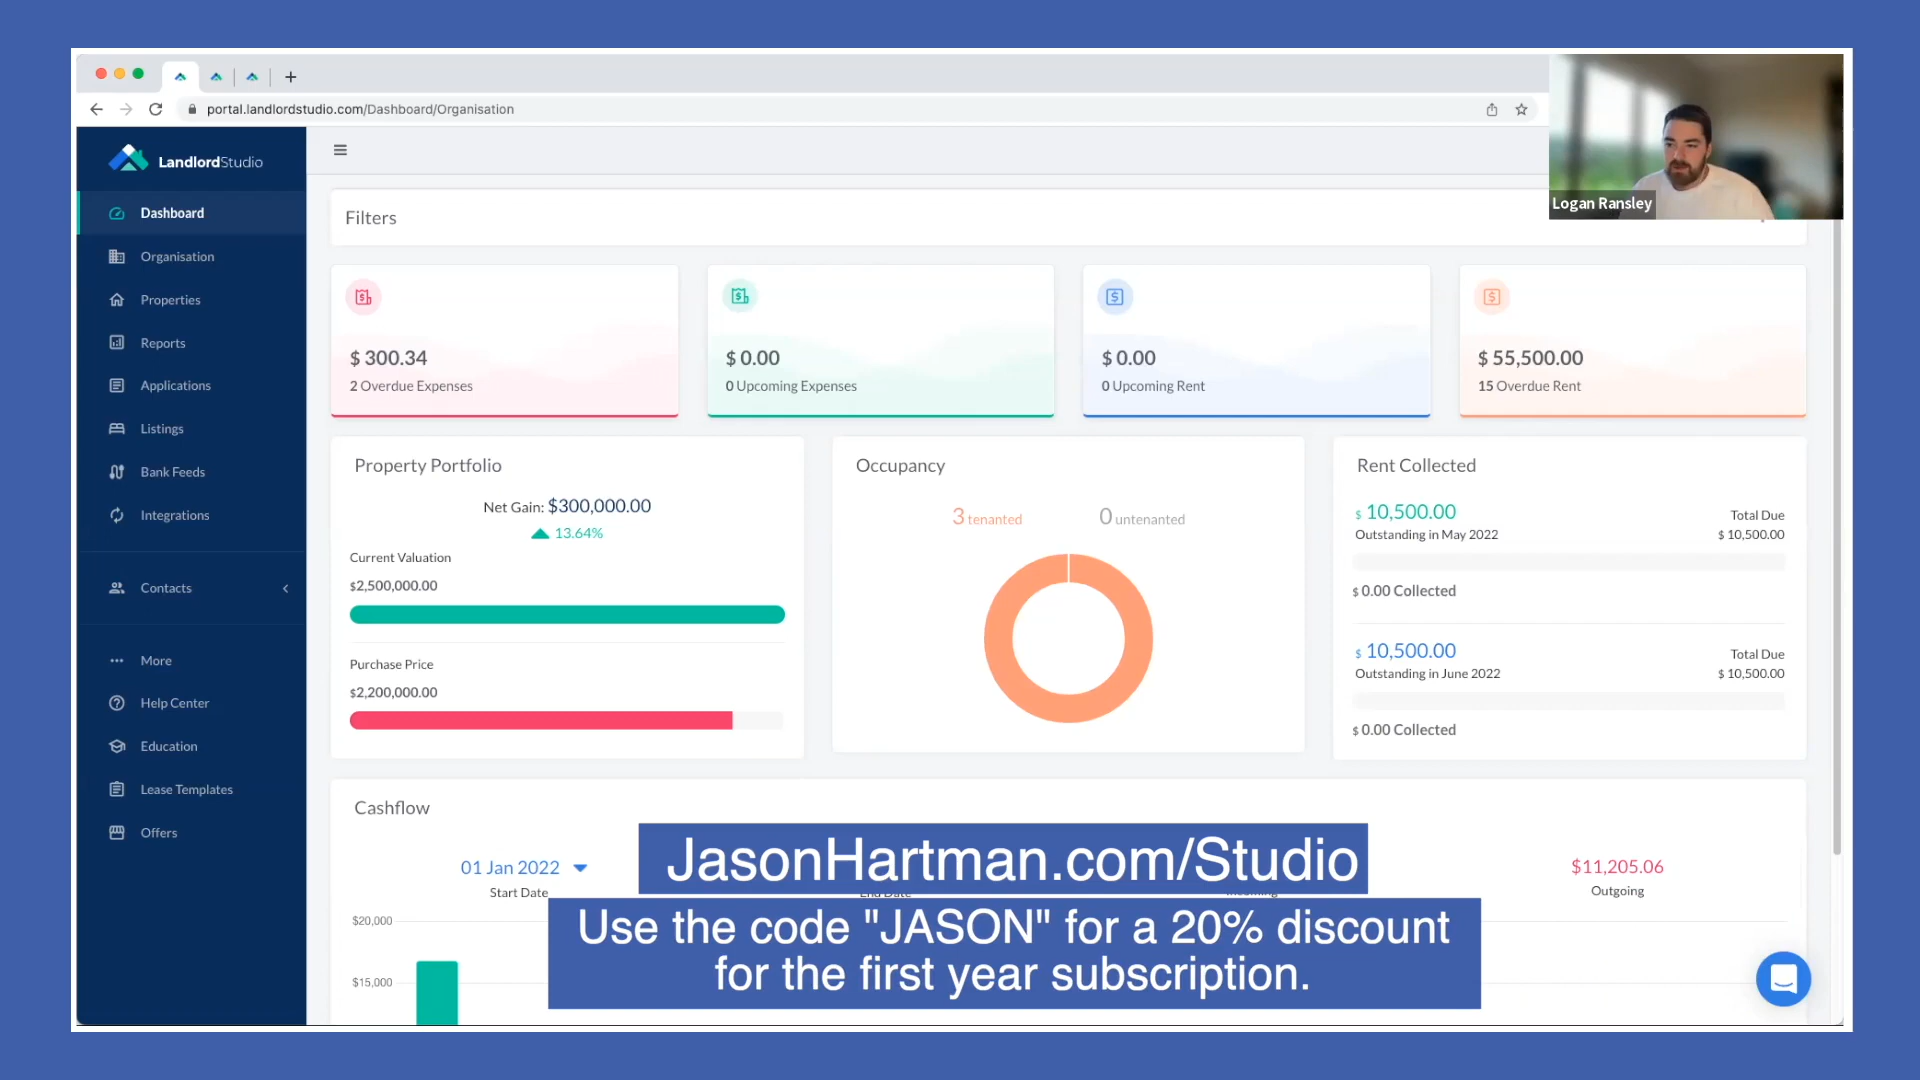 portal.landlordstudio.com/Dashboard/Organisation
LandlordStudio
Dashboard
Organisation
Properties
Reports
Applications
Listings
Bank Feeds
Integrations
Contacts
More
Help Center
Education
Lease Templates
Offers
Logan Ransley
Filters
$ 300.34
2 Overdue Expenses
$ 0.00
0 Upcoming Expenses
$ 0.00
0 Upcoming Rent
$ 55,500.00
15 Overdue Rent
Property Portfolio
Net Gain: $300,000.00
13.64%
Current Valuation
$2,500,000.00
Purchase Price
$2,200,000.00
Occupancy
3 tenanted
0 untenanted
Rent Collected
$ 10,500.00
Total Due
Outstanding in May 2022
$ 10,500.00
$ 0.00 Collected
$ 10,500.00
Total Due
Outstanding in June 2022
$ 10,500.00
$ 0.00 Collected
Cashflow
01 Jan 2022
Start Date
End Date
$11,205.06
Outgoing
$20,000
$15,000
JasonHartman.com/Studio
Use the code "JASON" for a 20% discount
for the first year subscription.